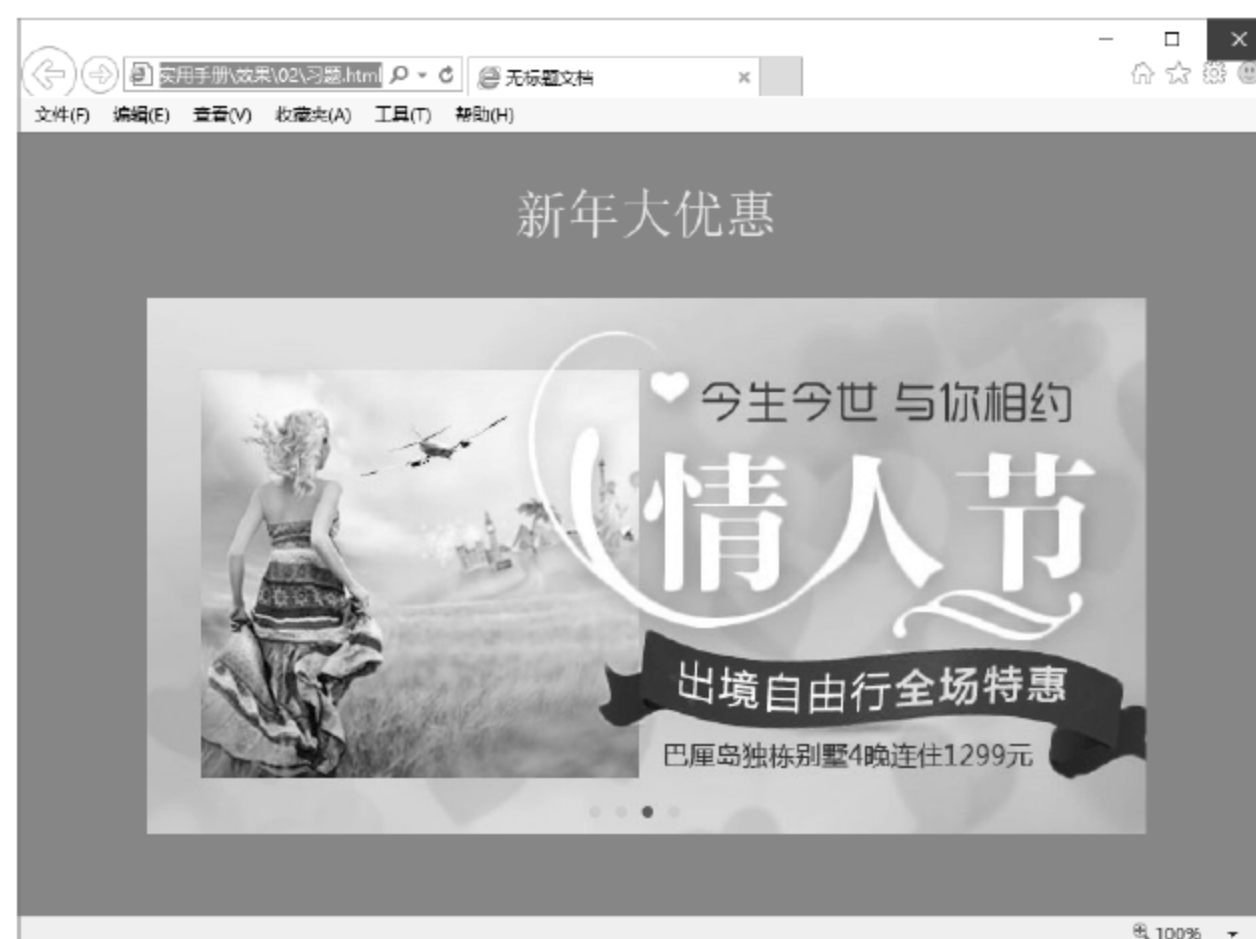 实用手册\效果\02\习题.html
无标题文档
文件(F) 编辑(E) 查看(V) 收藏夹(A) 工具(T) 帮助(H)
新年大优惠
今生今世 与你相约
情人节
出境自由行全场特惠
巴厘岛独栋别墅4晚连住1299元
100%